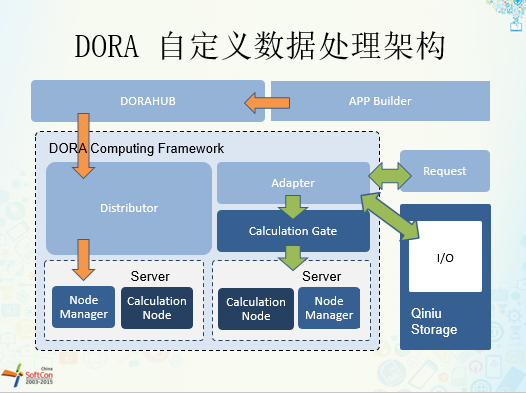 DORA 自定义数据处理架构
DORAHUB
APP Builder
DORA Computing Framework
Distributor
Adapter
Request
Calculation Gate
I/O
Server
Server
Node
Manager
Calculation
Node
Calculation
Node
Node
Manager
Qiniu
Storage
China
SoftCon
2003-2015